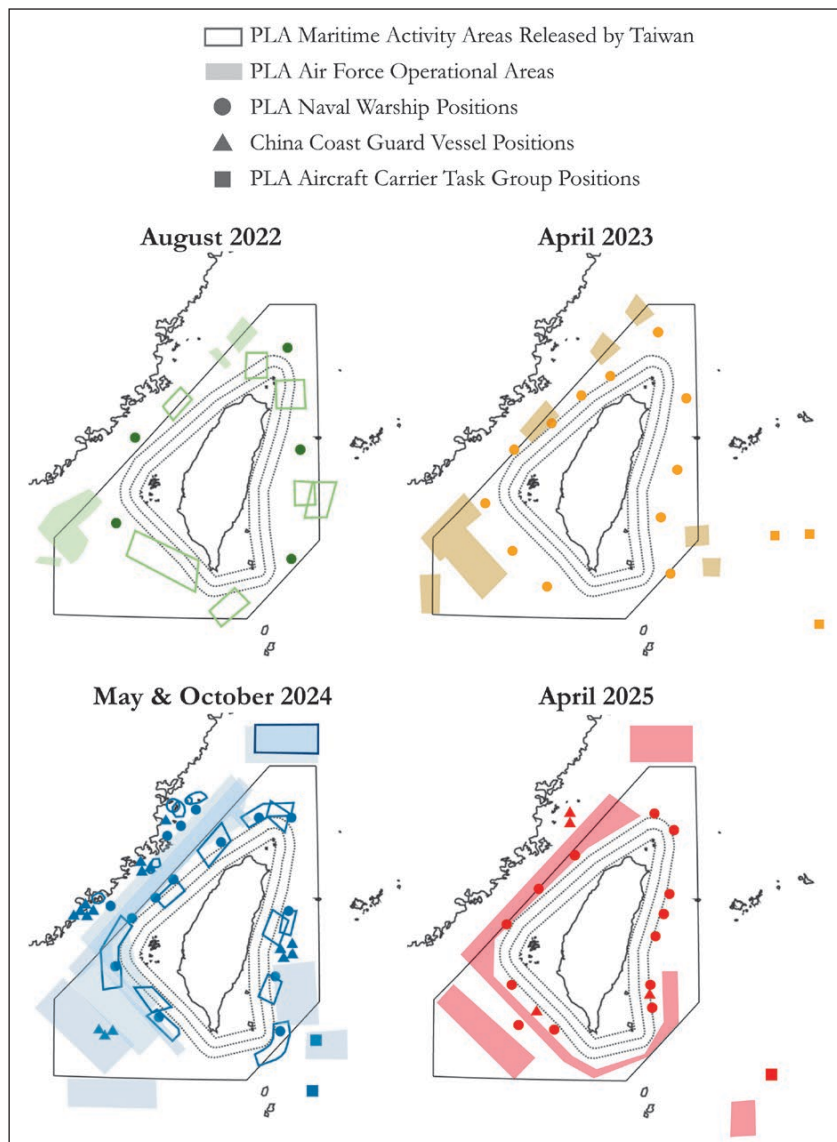 PLA Maritime Activity Areas Released by Taiwan
PLA Air Force Operational Areas
PLA Naval Warship Positions
China Coast Guard Vessel Positions
PLA Aircraft Carrier Task Group Positions
August 2022
April 2023
May & October 2024
April 2025